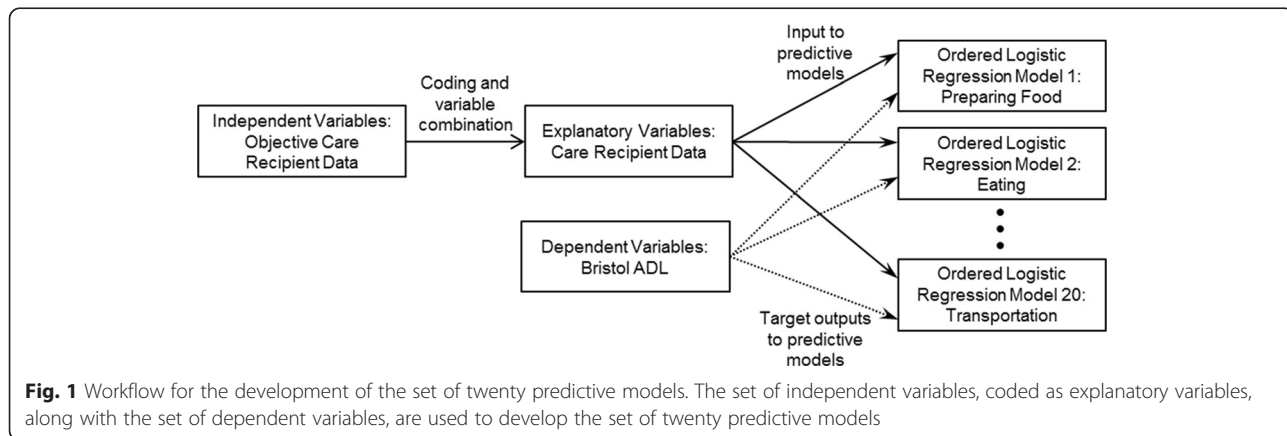 Independent Variables:
Objective Care
Recipient Data
Coding and
variable
combination
Explanatory Variables:
Care Recipient Data
Dependent Variables:
Bristol ADL
Input to
predictive
models
Target outputs
to predictive
models
Ordered Logistic
Regression Model 1:
Preparing Food
Ordered Logistic
Regression Model 2:
Eating
Ordered Logistic
Regression Model 20:
Transportation
Fig. 1 Workflow for the development of the set of twenty predictive models. The set of independent variables, coded as explanatory variables,
along with the set of dependent variables, are used to develop the set of twenty predictive models